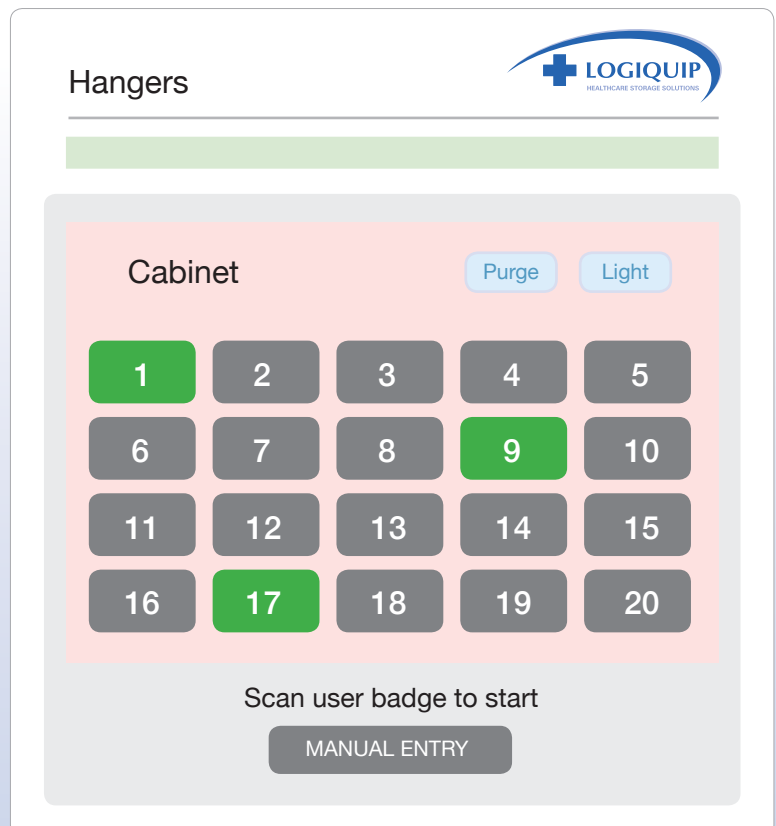 Hangers
LOGIQUIP
HEALTHCARE STORAGE SOLUTIONS
Cabinet
Purge
Light
1 2 3 4 5
6 7 8 9 10
11 12 13 14 15
16 17 18 19 20
Scan user badge to start
MANUAL ENTRY